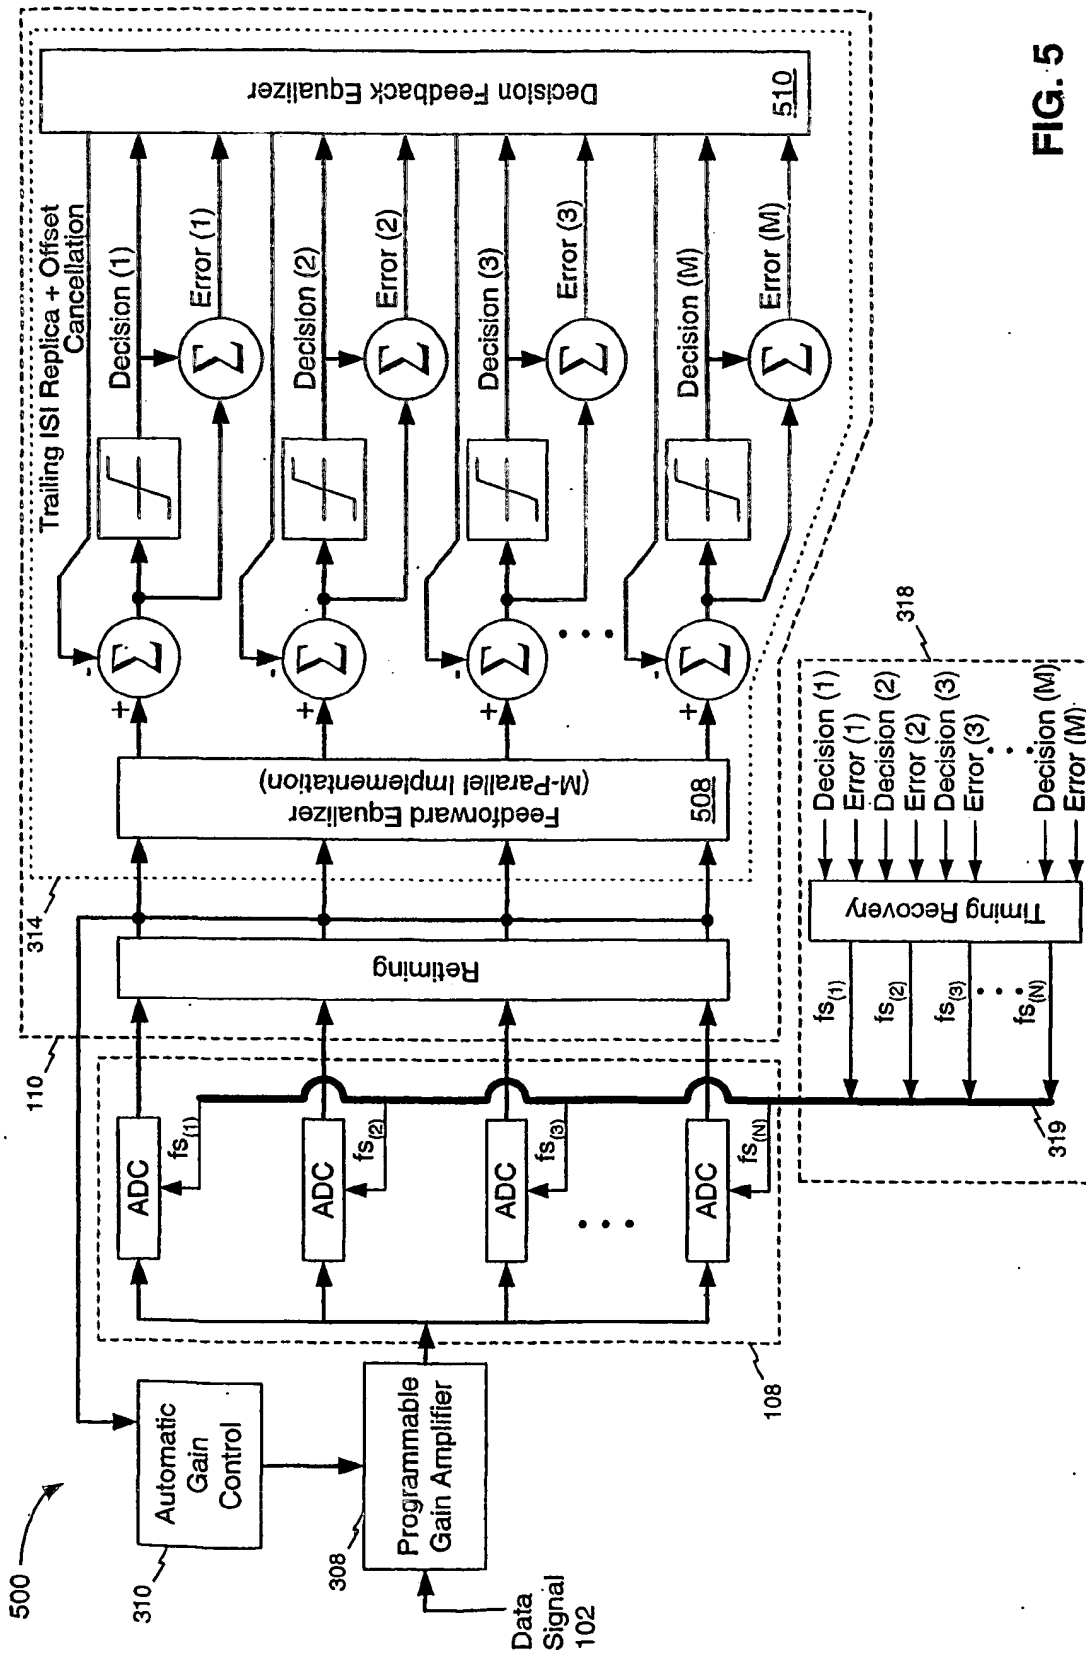 FIG. 5
500
Data
Signal
102
Programmable
Gain Amplifier
308
Automatic
Gain
Control
310
108
ADC
fs(1)
ADC
fs(2)
ADC
fs(3)
• • •
ADC
fs(N)
110
Retiming
314
Feedforward Equalizer
(M-Parallel Implementation)
508
+
-
Σ
+
-
Σ
+
-
Σ
• • •
+
-
Σ
Trailing ISI Replica + Offset
Cancellation
Decision (1)
Σ
Error (1)
Decision (2)
Σ
Error (2)
Decision (3)
Σ
Error (3)
Decision (M)
Σ
Error (M)
Decision Feedback Equalizer
510
318
Decision (1)
Error (1)
Decision (2)
Error (2)
Decision (3)
Error (3)
• • •
Decision (M)
Error (M)
Timing Recovery
fs(1)
fs(2)
fs(3)
• • •
fs(N)
319